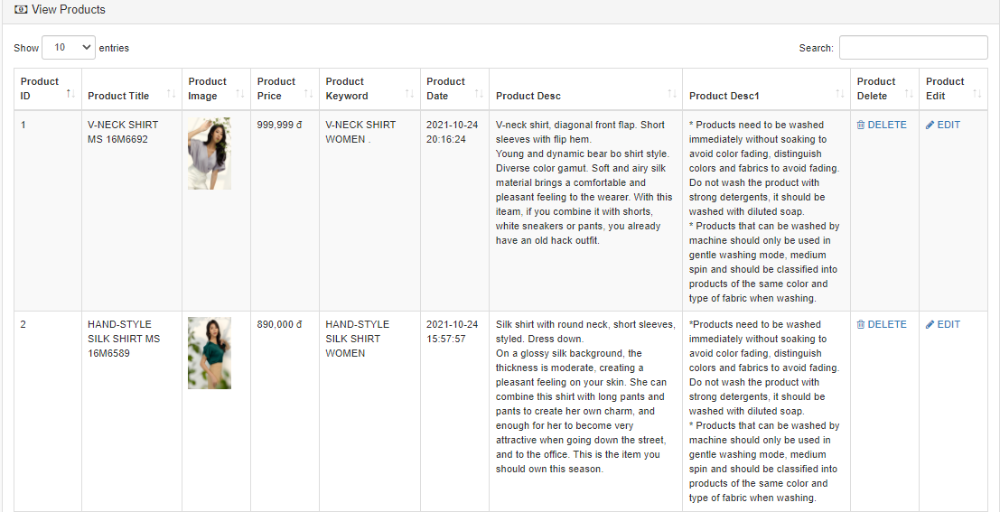 View Products
Show 10 entries
Search:
Product ID
Product Title
Product Image
Product Price
Product Keyword
Product Date
Product Desc
Product Desc1
Product Delete
Product Edit
1
V-NECK SHIRT
MS 16M6692
999,999 đ
V-NECK SHIRT
WOMEN .
2021-10-24
20:16:24
V-neck shirt, diagonal front flap. Short
sleeves with flip hem.
Young and dynamic bear bo shirt style.
Diverse color gamut. Soft and airy silk
material brings a comfortable and
pleasant feeling to the wearer. With this
iteam, if you combine it with shorts,
white sneakers or pants, you already
have an old hack outfit.
* Products need to be washed
immediately without soaking to
avoid color fading, distinguish
colors and fabrics to avoid fading.
Do not wash the product with
strong detergents, it should be
washed with diluted soap.
* Products that can be washed by
machine should only be used in
gentle washing mode, medium
spin and should be classified into
products of the same color and
type of fabric when washing.
DELETE
EDIT
2
HAND-STYLE
SILK SHIRT MS
16M6589
890,000 đ
HAND-STYLE
SILK SHIRT
WOMEN
2021-10-24
15:57:57
Silk shirt with round neck, short sleeves,
styled. Dress down.
On a glossy silk background, the
thickness is moderate, creating a
pleasant feeling on your skin. She can
combine this shirt with long pants and
pants to create her own charm, and
enough for her to become very
attractive when going down the street,
and to the office. This is the item you
should own this season.
*Products need to be washed
immediately without soaking to
avoid color fading, distinguish
colors and fabrics to avoid fading.
Do not wash the product with
strong detergents, it should be
washed with diluted soap.
* Products that can be washed by
machine should only be used in
gentle washing mode, medium
spin and should be classified into
products of the same color and
type of fabric when washing.
DELETE
EDIT